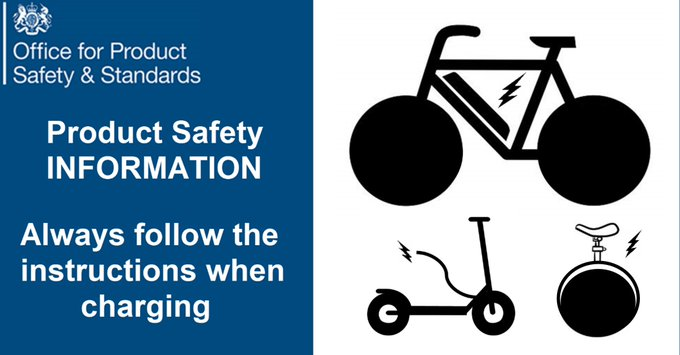 Office for Product
Safety & Standards
Product Safety
INFORMATION
Always follow the
instructions when
charging